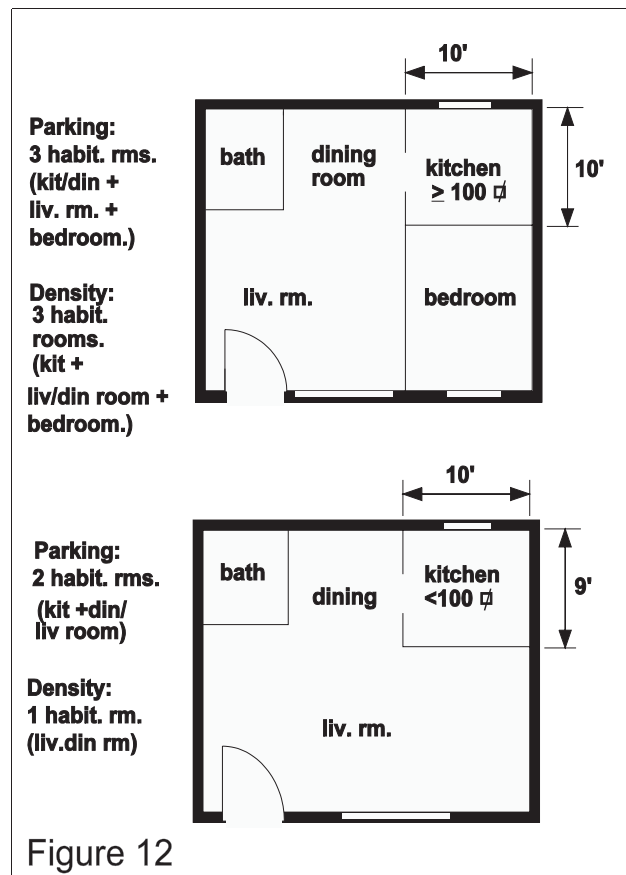 10'
Parking:
3 habit. rms.
(kit/din +
liv. rm. +
bedroom.)
bath
dining
room
kitchen
≥ 100 ⏍
10'
Density:
3 habit.
rooms.
(kit +
liv/din room +
bedroom.)
liv. rm.
bedroom
10'
Parking:
2 habit. rms.
(kit +din/
liv room)
bath
dining
kitchen
<100 ⏍
9'
Density:
1 habit. rm.
(liv.din rm)
liv. rm.
Figure 12